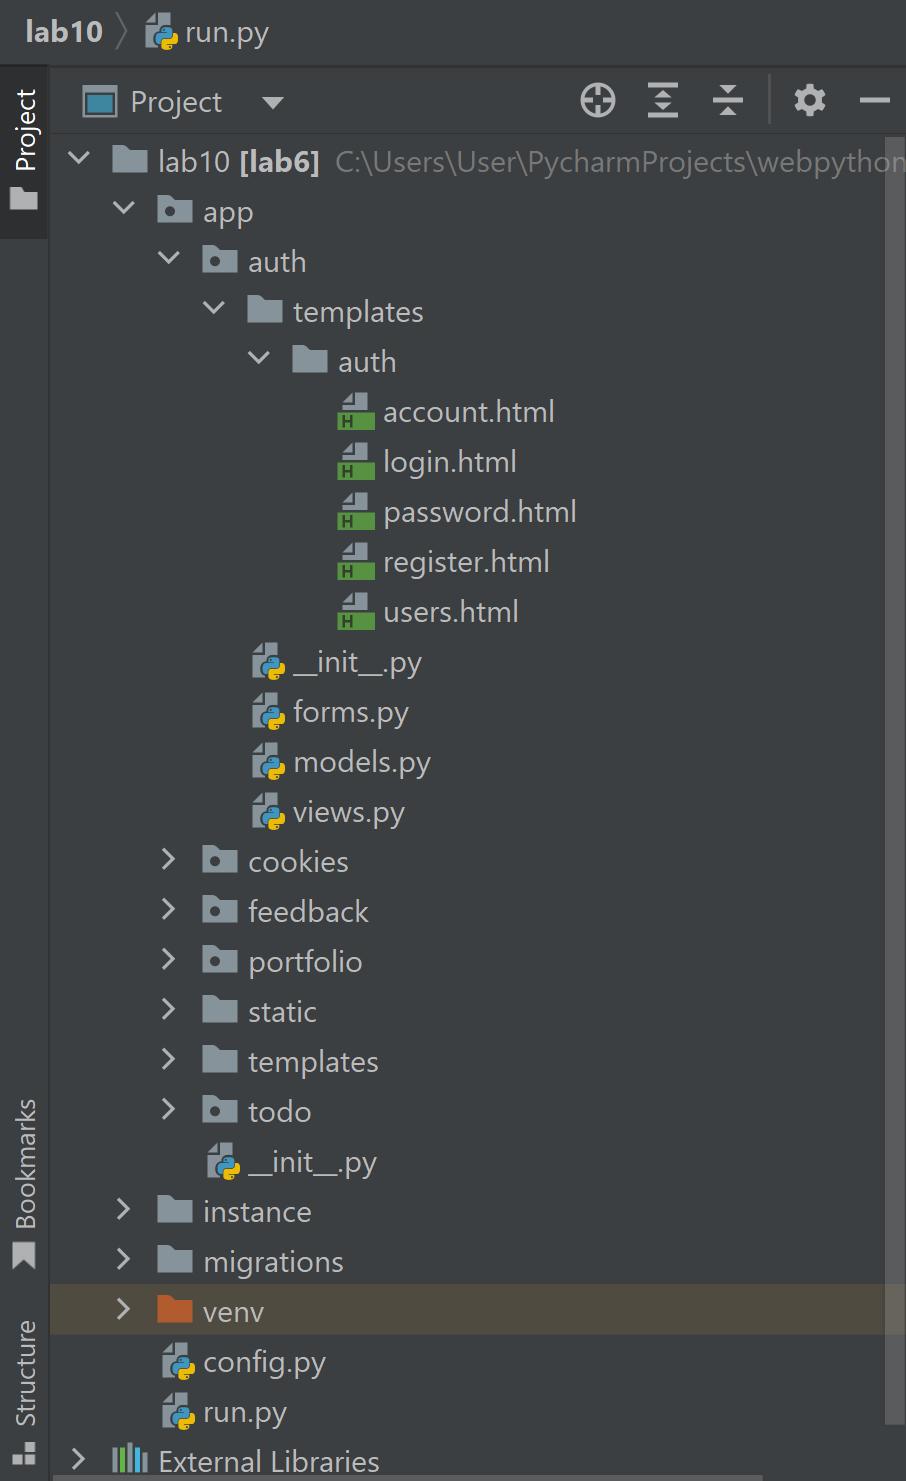 lab10 run.py
Project
Project
lab10 [lab6] C:\Users\User\PycharmProjects\webpython
app
auth
templates
auth
account.html
login.html
password.html
register.html
users.html
__init__.py
forms.py
models.py
views.py
cookies
feedback
portfolio
static
templates
todo
__init__.py
instance
migrations
venv
config.py
run.py
External Libraries
Bookmarks
Structure